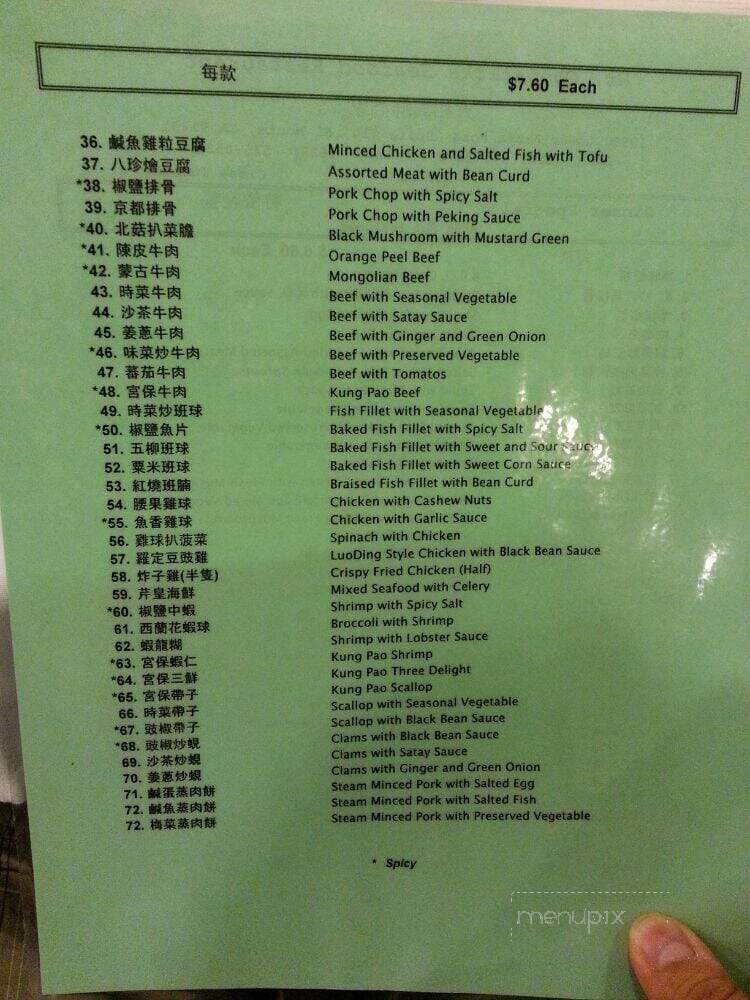 每款 $7.60 Each
36. 鹹魚雞粒豆腐 Minced Chicken and Salted Fish with Tofu
37. 八珍燴豆腐 Assorted Meat with Bean Curd
*38. 椒鹽排骨 Pork Chop with Spicy Salt
39. 京都排骨 Pork Chop with Peking Sauce
*40. 北菇扒菜膽 Black Mushroom with Mustard Green
*41. 陳皮牛肉 Orange Peel Beef
*42. 蒙古牛肉 Mongolian Beef
43. 時菜牛肉 Beef with Seasonal Vegetable
44. 沙茶牛肉 Beef with Satay Sauce
45. 姜蔥牛肉 Beef with Ginger and Green Onion
*46. 味菜炒牛肉 Beef with Preserved Vegetable
47. 蕃茄牛肉 Beef with Tomatos
*48. 宮保牛肉 Kung Pao Beef
49. 時菜炒班球 Fish Fillet with Seasonal Vegetable
*50. 椒鹽魚片 Baked Fish Fillet with Spicy Salt
51. 五柳班球 Baked Fish Fillet with Sweet and Sour Sauce
52. 粟米班球 Baked Fish Fillet with Sweet Corn Sauce
53. 紅燒班腩 Braised Fish Fillet with Bean Curd
54. 腰果雞球 Chicken with Cashew Nuts
*55. 魚香雞球 Chicken with Garlic Sauce
56. 雞球扒菠菜 Spinach with Chicken
57. 羅定豆豉雞 LuoDing Style Chicken with Black Bean Sauce
58. 炸子雞(半隻) Crispy Fried Chicken (Half)
59. 芹皇海鮮 Mixed Seafood with Celery
*60. 椒鹽中蝦 Shrimp with Spicy Salt
61. 西蘭花蝦球 Broccoli with Shrimp
62. 蝦龍糊 Shrimp with Lobster Sauce
*63. 宮保蝦仁 Kung Pao Shrimp
*64. 宮保三鮮 Kung Pao Three Delight
*65. 宮保帶子 Kung Pao Scallop
66. 時菜帶子 Scallop with Seasonal Vegetable
*67. 豉椒帶子 Scallop with Black Bean Sauce
*68. 豉椒炒蜆 Clams with Black Bean Sauce
69. 沙茶炒蜆 Clams with Satay Sauce
70. 姜蔥炒蜆 Clams with Ginger and Green Onion
71. 鹹蛋蒸肉餅 Steam Minced Pork with Salted Egg
72. 鹹魚蒸肉餅 Steam Minced Pork with Salted Fish
72. 梅菜蒸肉餅 Steam Minced Pork with Preserved Vegetable
* Spicy
menupix